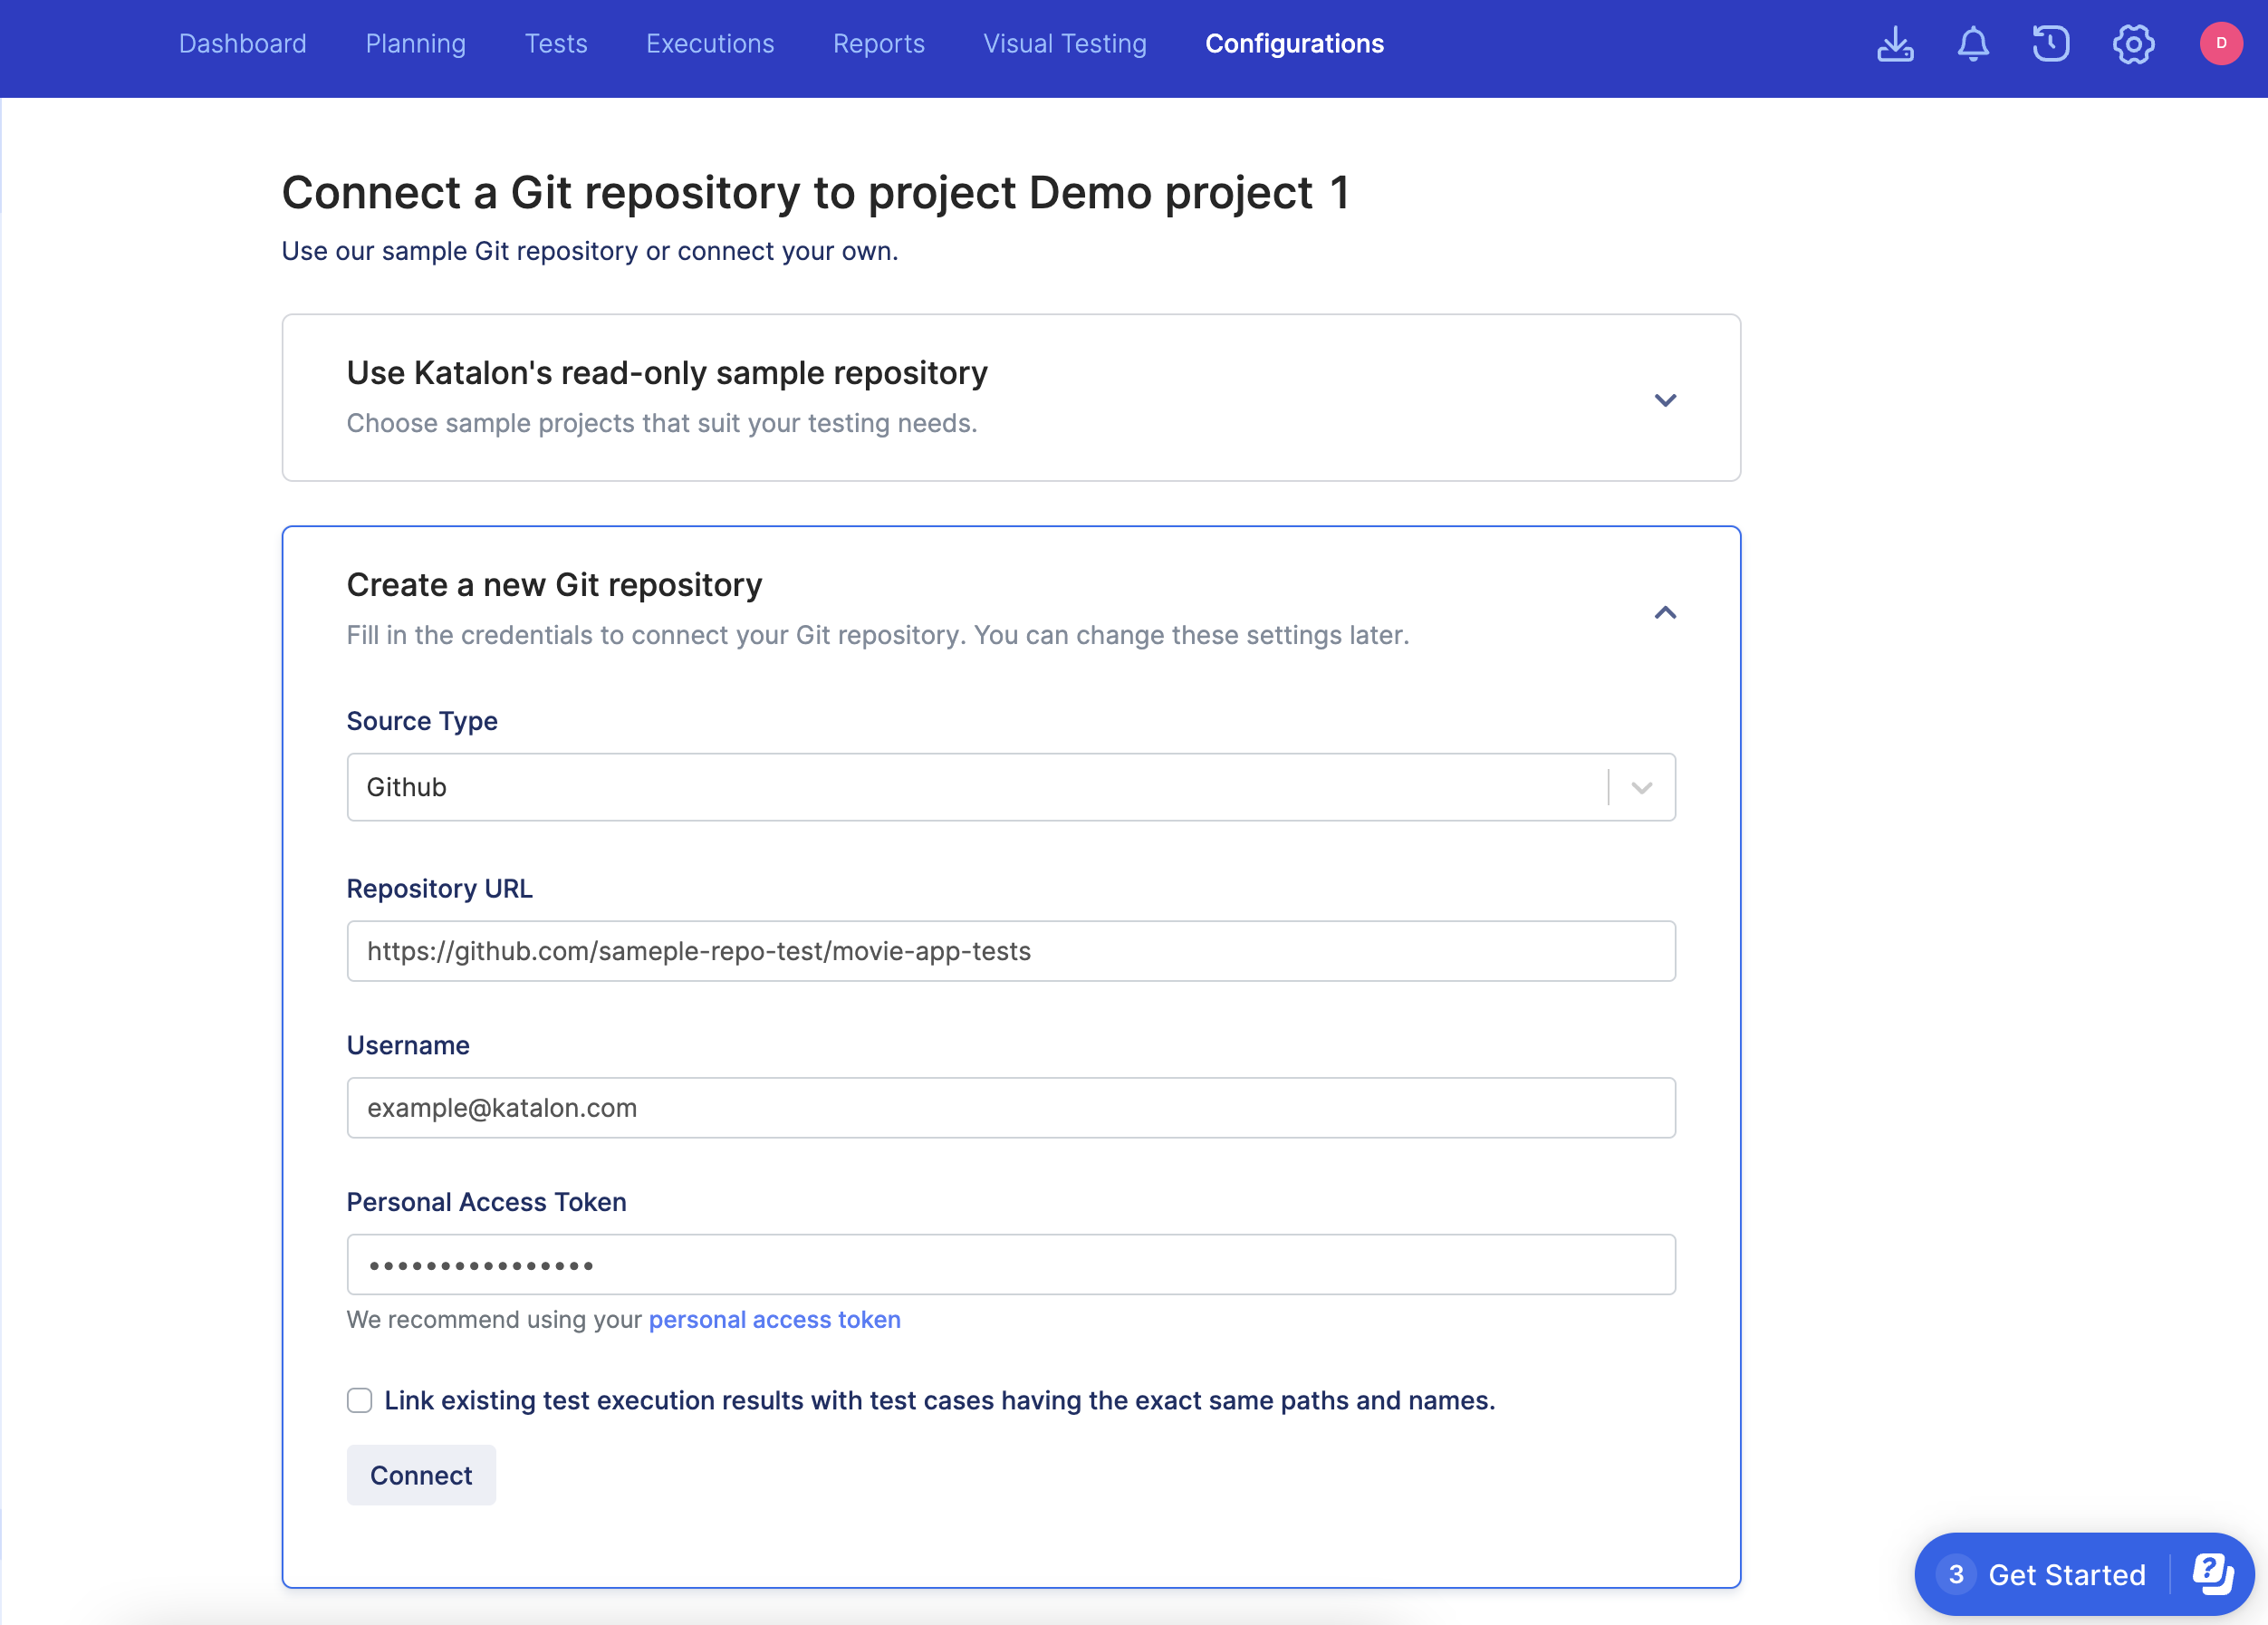 Dashboard Planning Tests Executions Reports Visual Testing Configurations D
Connect a Git repository to project Demo project 1
Use our sample Git repository or connect your own.
Use Katalon's read-only sample repository
Choose sample projects that suit your testing needs.
Create a new Git repository
Fill in the credentials to connect your Git repository. You can change these settings later.
Source Type
Github
Repository URL
https://github.com/sameple-repo-test/movie-app-tests
Username
example@katalon.com
Personal Access Token
••••••••••••••••
We recommend using your personal access token
Link existing test execution results with test cases having the exact same paths and names.
Connect
3 Get Started ?